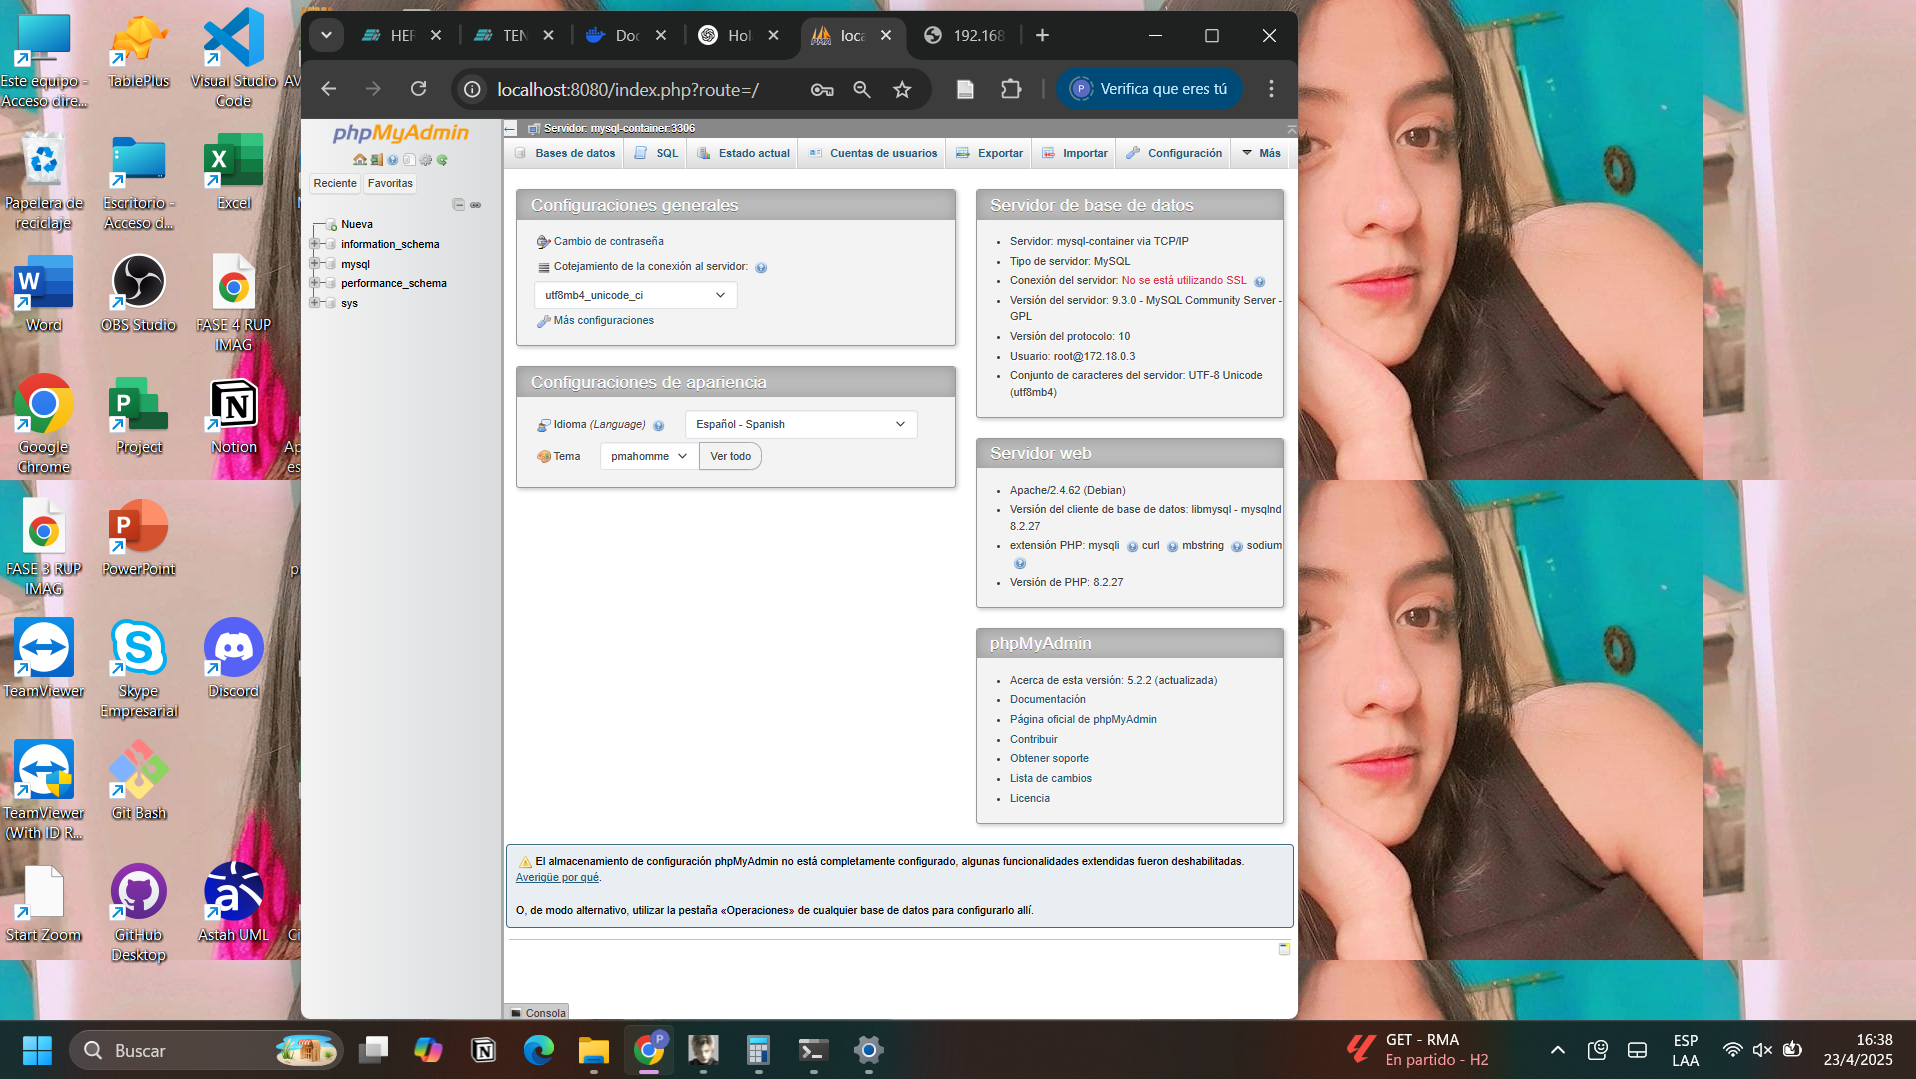 Este equipo -
Acceso dire...
TablePlus
Visual Studio
Code
Papelera de
reciclaje
Escritorio -
Acceso d...
Excel
Word
OBS Studio
FASE 4 RUP
IMAG
Google
Chrome
Project
Notion
FASE 3 RUP
IMAG
PowerPoint
TeamViewer
Skype
Empresarial
Discord
TeamViewer
(With ID R...
Git Bash
Start Zoom
GitHub
Desktop
Astah UML
HER
TEN
Doc
Hol
loca
192.168
localhost:8080/index.php?route=/
P
Verifica que eres tú
phpMyAdmin
Reciente
Favoritas
Nueva
information_schema
mysql
performance_schema
sys
Servidor: mysql-container:3306
Bases de datos
SQL
Estado actual
Cuentas de usuarios
Exportar
Importar
Configuración
Más
Configuraciones generales
Cambio de contraseña
Cotejamiento de la conexión al servidor:
utf8mb4_unicode_ci
Más configuraciones
Configuraciones de apariencia
Idioma (Language)
Español - Spanish
Tema
pmahomme
Ver todo
Servidor de base de datos
Servidor: mysql-container via TCP/IP
Tipo de servidor: MySQL
Conexión del servidor: No se está utilizando SSL
Versión del servidor: 9.3.0 - MySQL Community Server -
GPL
Versión del protocolo: 10
Usuario: root@172.18.0.3
Conjunto de caracteres del servidor: UTF-8 Unicode
(utf8mb4)
Servidor web
Apache/2.4.62 (Debian)
Versión del cliente de base de datos: libmysql - mysqlnd
8.2.27
extensión PHP: mysqli curl mbstring sodium
Versión de PHP: 8.2.27
phpMyAdmin
Acerca de esta versión: 5.2.2 (actualizada)
Documentación
Página oficial de phpMyAdmin
Contribuir
Obtener soporte
Lista de cambios
Licencia
El almacenamiento de configuración phpMyAdmin no está completamente configurado, algunas funcionalidades extendidas fueron deshabilitadas.
Averigüe por qué.
O, de modo alternativo, utilizar la pestaña «Operaciones» de cualquier base de datos para configurarlo allí.
Consola
Buscar
GET - RMA
En partido - H2
ESP
LAA
16:38
23/4/2025